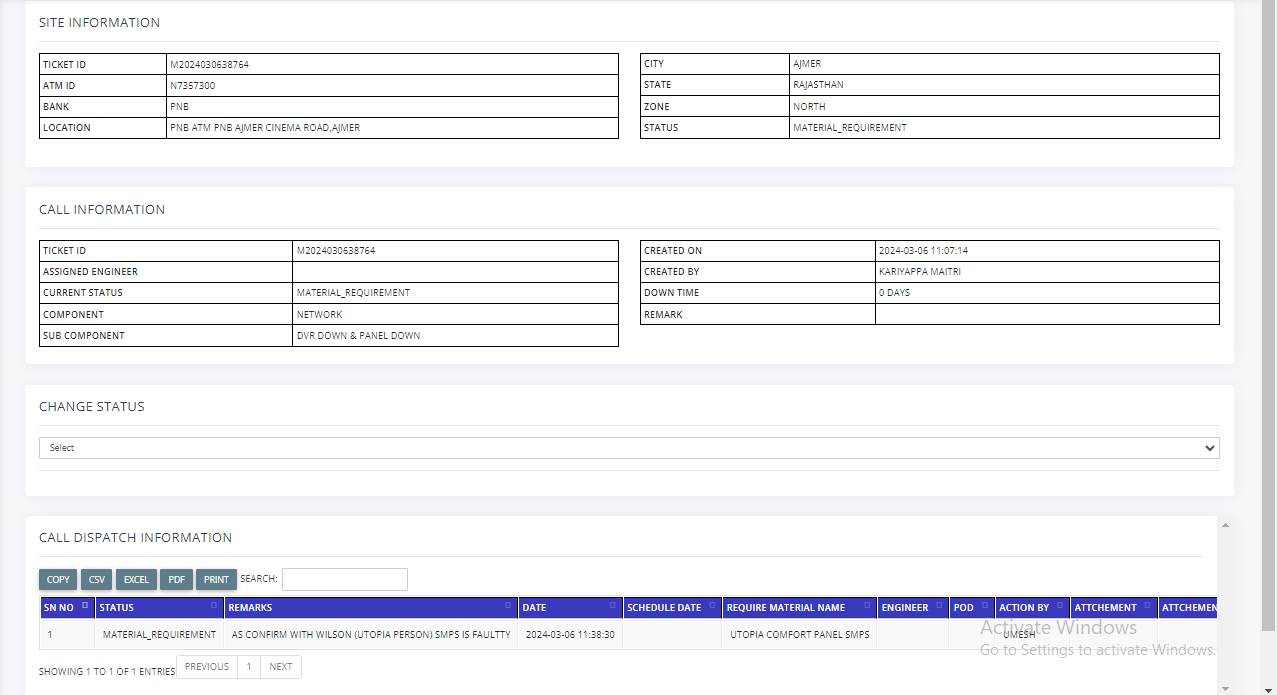 SITE INFORMATION
TICKET ID M2024030638764
ATM ID N7357300
BANK PNB
LOCATION PNB ATM PNB AJMER CINEMA ROAD,AJMER
CITY AJMER
STATE RAJASTHAN
ZONE NORTH
STATUS MATERIAL_REQUIREMENT
CALL INFORMATION
TICKET ID M2024030638764
ASSIGNED ENGINEER
CURRENT STATUS MATERIAL_REQUIREMENT
COMPONENT NETWORK
SUB COMPONENT DVR DOWN & PANEL DOWN
CREATED ON 2024-03-06 11:07:14
CREATED BY KARIYAPPA MAITRI
DOWN TIME 0 DAYS
REMARK
CHANGE STATUS
Select
CALL DISPATCH INFORMATION
COPY CSV EXCEL PDF PRINT SEARCH:
SN NO STATUS REMARKS DATE SCHEDULE DATE REQUIRE MATERIAL NAME ENGINEER POD ACTION BY ATTCHEMENT ATTCHEMEN
1 MATERIAL_REQUIREMENT AS CONFIRM WITH WILSON (UTOPIA PERSON) SMPS IS FAULTTY 2024-03-06 11:38:30 UTOPIA COMFORT PANEL SMPS UMESH
SHOWING 1 TO 1 OF 1 ENTRIES PREVIOUS 1 NEXT
Activate Windows
Go to Settings to activate Windows.